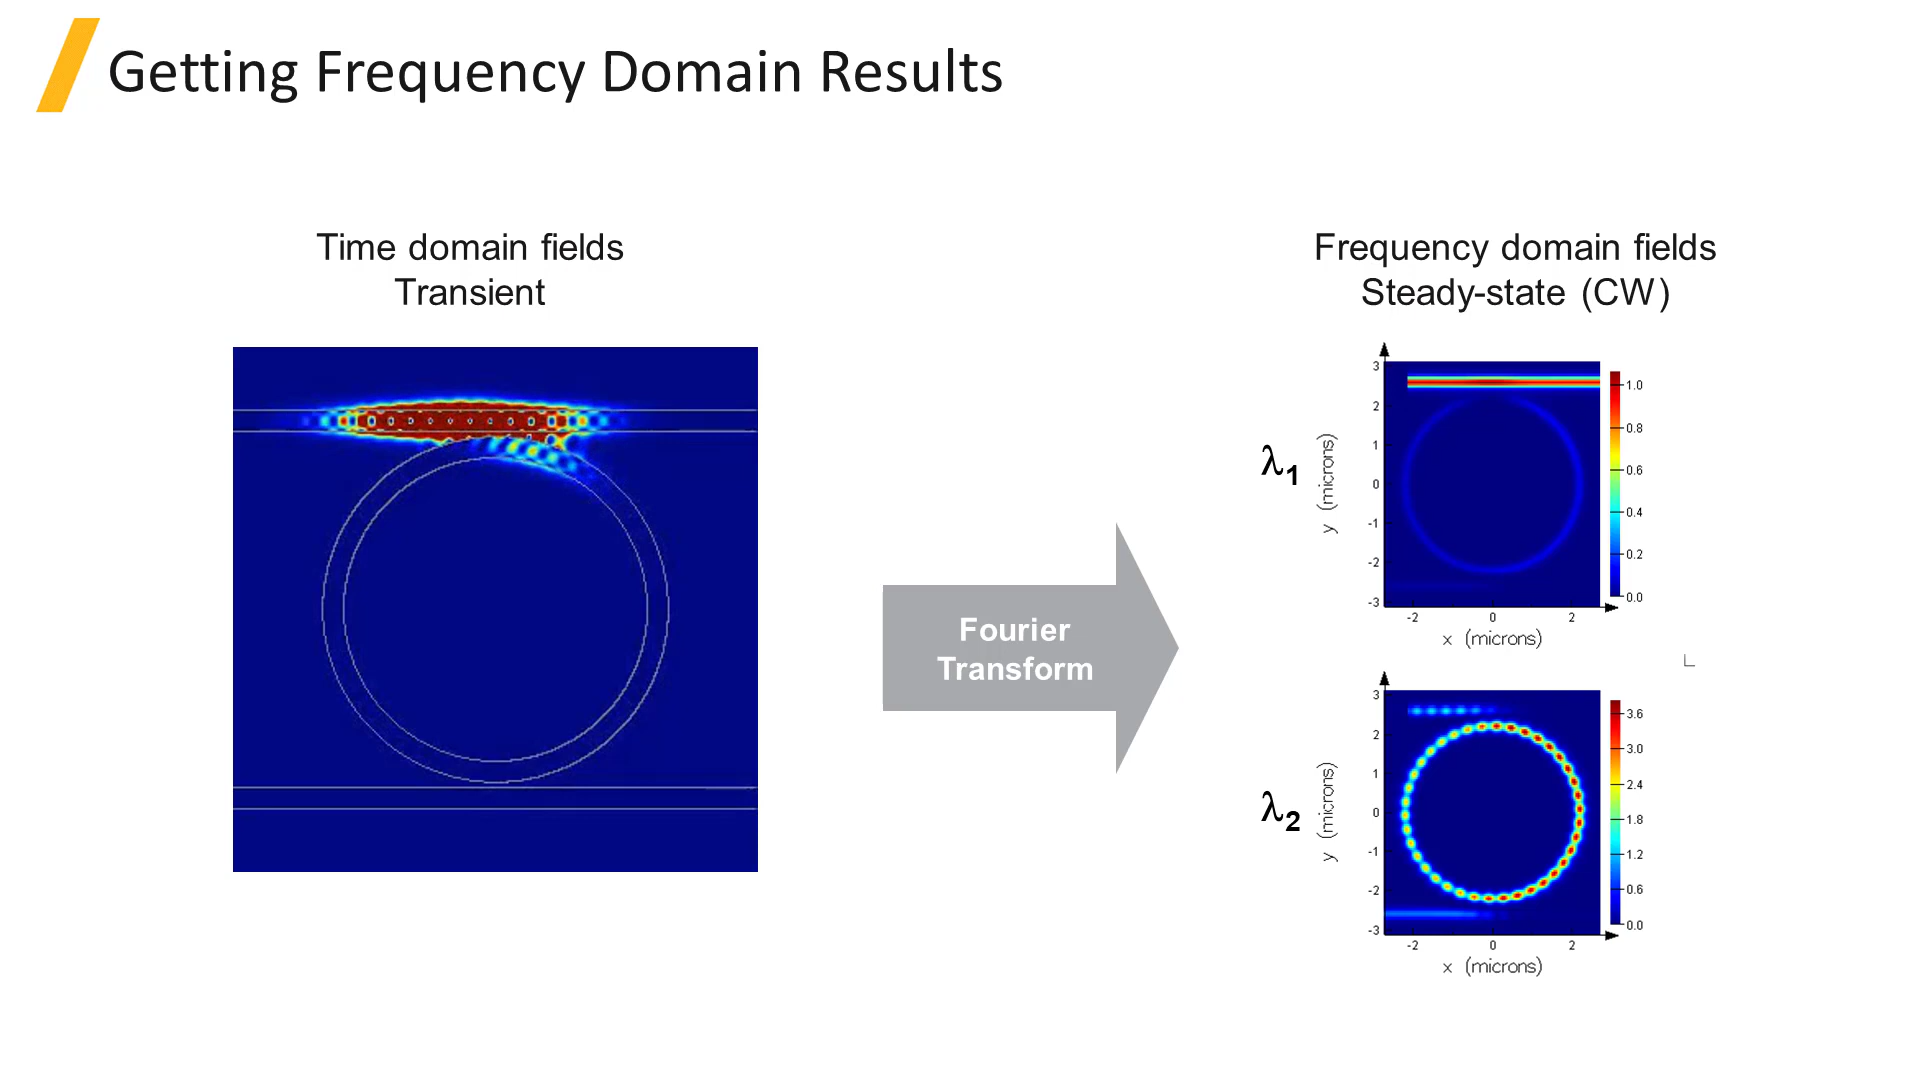 Getting Frequency Domain Results
Time domain fields
Transient
Fourier
Transform
Frequency domain fields
Steady-state (CW)
λ1
y (microns)
3
2
1
0
-1
-2
-3
-2 0 2
x (microns)
1.0
0.8
0.6
0.4
0.2
0.0
λ2
y (microns)
3
2
1
0
-1
-2
-3
-2 0 2
x (microns)
3.6
3.0
2.4
1.8
1.2
0.6
0.0